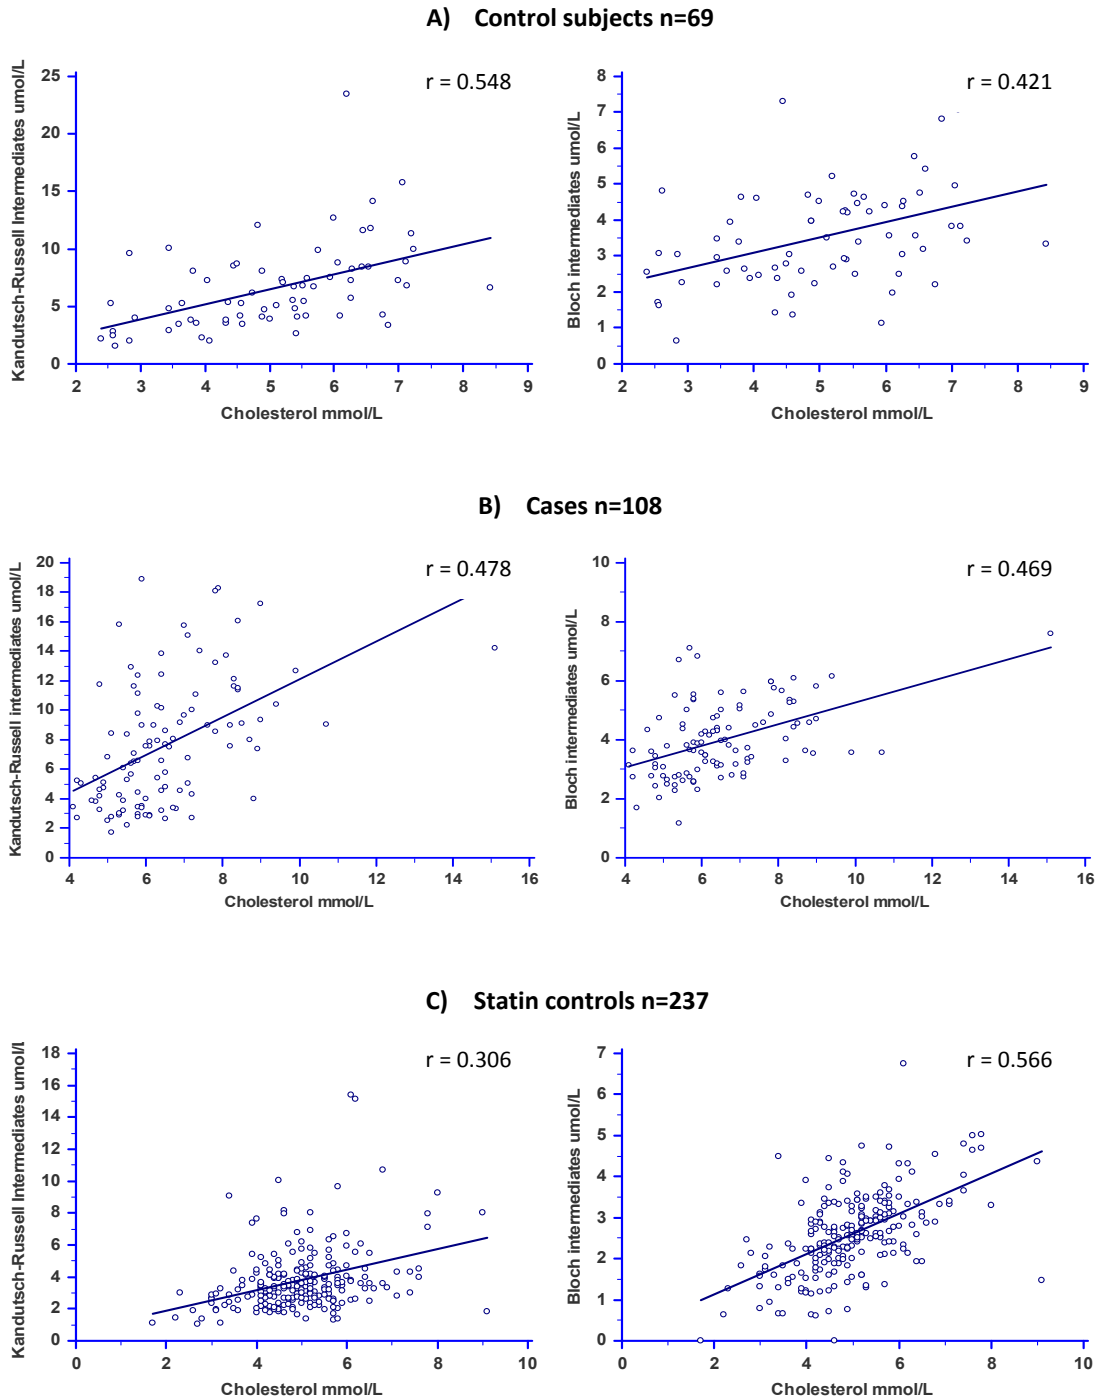 A) Control subjects n=69
Kandutsch-Russell Intermediates umol/L
25
20
15
10
5
0
r = 0.548
2 3 4 5 6 7 8 9
Cholesterol mmol/L
Bloch intermediates umol/L
8
7
6
5
4
3
2
1
0
r = 0.421
2 3 4 5 6 7 8 9
Cholesterol mmol/L
B) Cases n=108
Kandutsch-Russell intermediates umol/L
20
18
16
14
12
10
8
6
4
2
0
r = 0.478
4 6 8 10 12 14 16
Cholesterol mmol/L
Bloch intermediates umol/L
10
8
6
4
2
0
r = 0.469
4 6 8 10 12 14 16
Cholesterol mmol/L
C) Statin controls n=237
Kandutsch-Russell Intermediates umol/l
18
16
14
12
10
8
6
4
2
0
r = 0.306
0 2 4 6 8 10
Cholesterol mmol/L
Bloch intermediates umol/L
7
6
5
4
3
2
1
0
r = 0.566
0 2 4 6 8 10
Cholesterol mmol/L